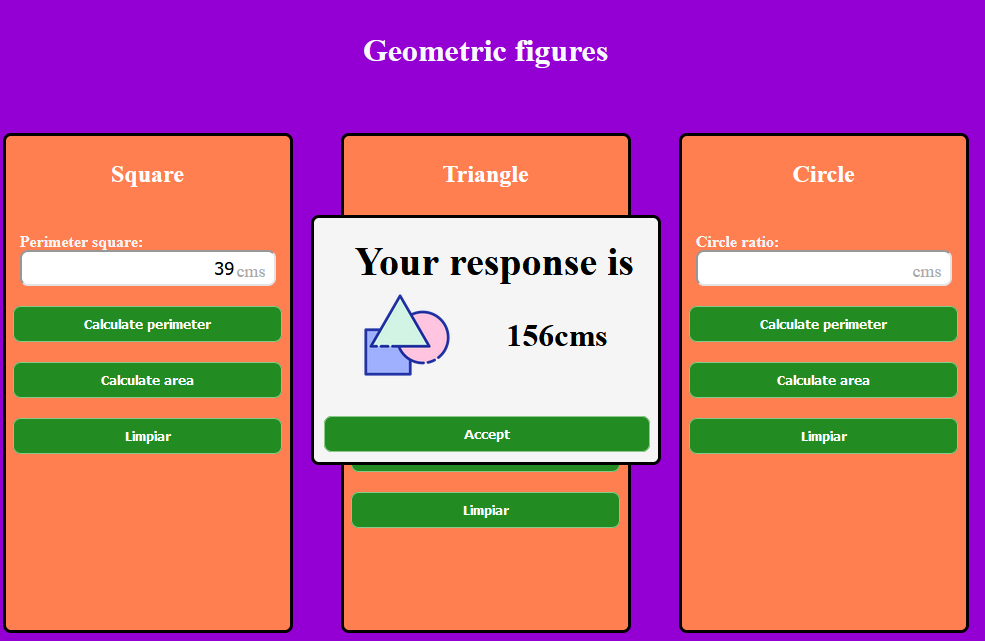 Geometric figures
Square
Perimeter square:
39 cms
Calculate perimeter
Calculate area
Limpiar
Triangle
Your response is
156cms
Accept
Limpiar
Circle
Circle ratio:
cms
Calculate perimeter
Calculate area
Limpiar